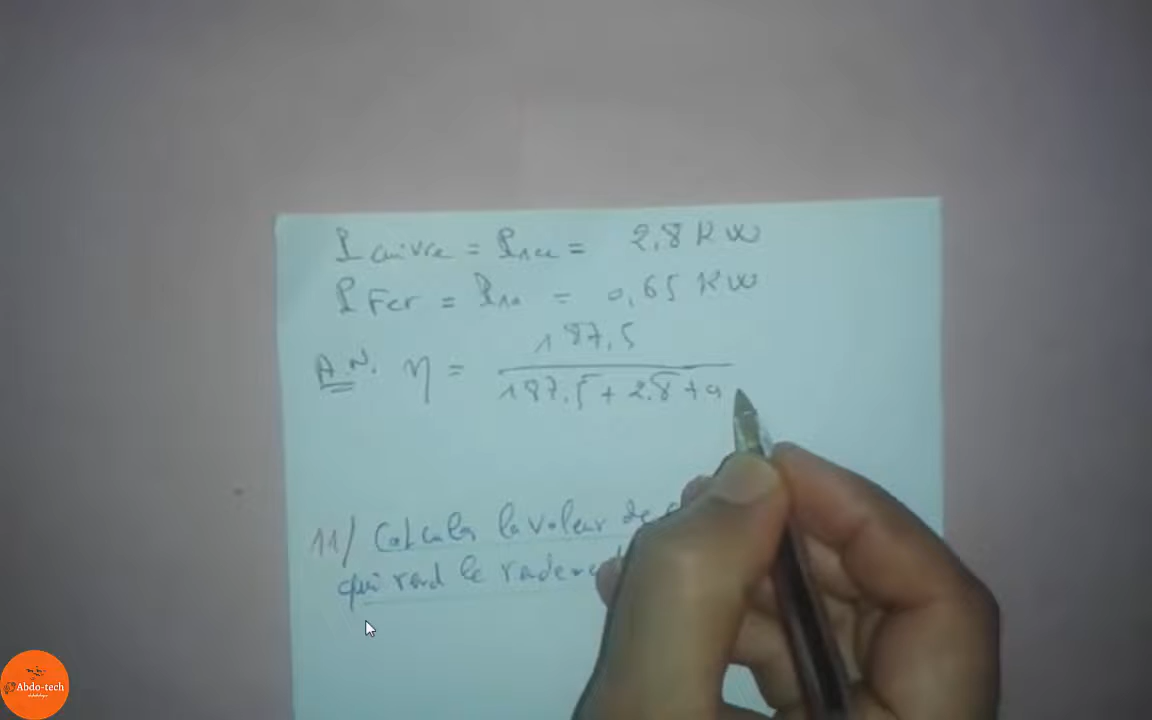 P cuivre = P1cc = 2,8 KW
P Fer = P10 = 0,65 KW
A.N. η = 187,5
187,5 + 2,8 + 0
11/ Calculer la valeur de
qui rend le rendeme
Abdo-tech